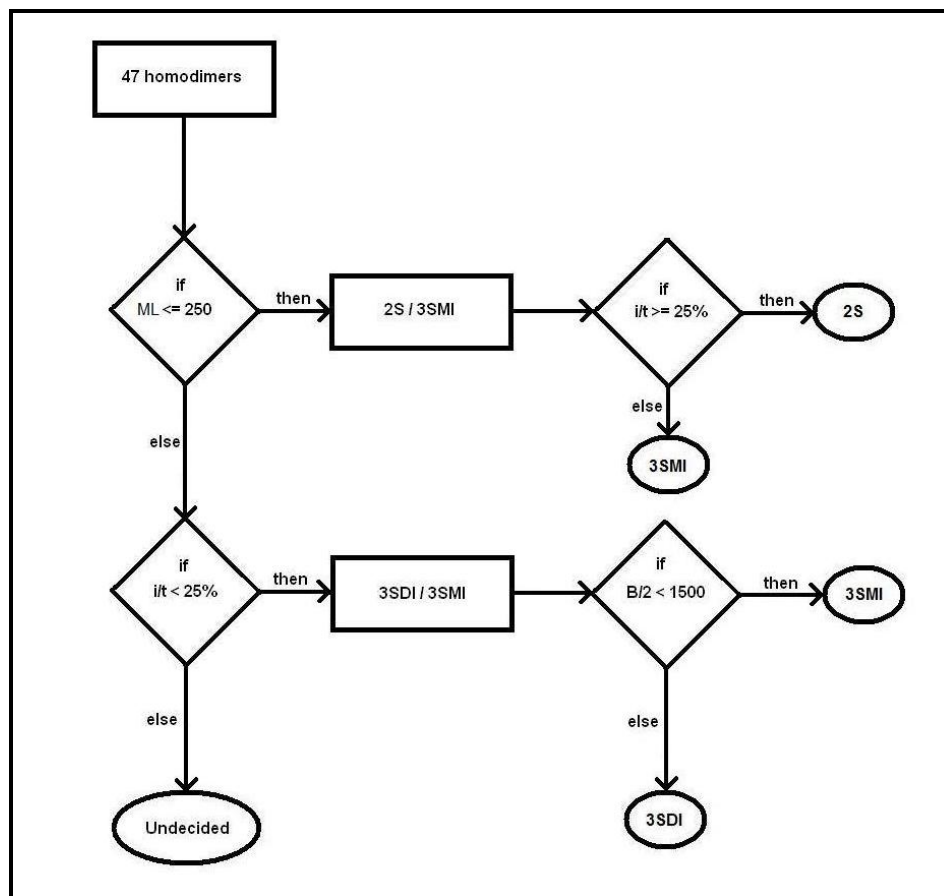 47 homodimers
if
ML <= 250
then
2S / 3SMI
if
i/t >= 25%
then
2S
else
3SMI
else
if
i/t < 25%
then
3SDI / 3SMI
if
B/2 < 1500
then
3SMI
else
3SDI
else
Undecided